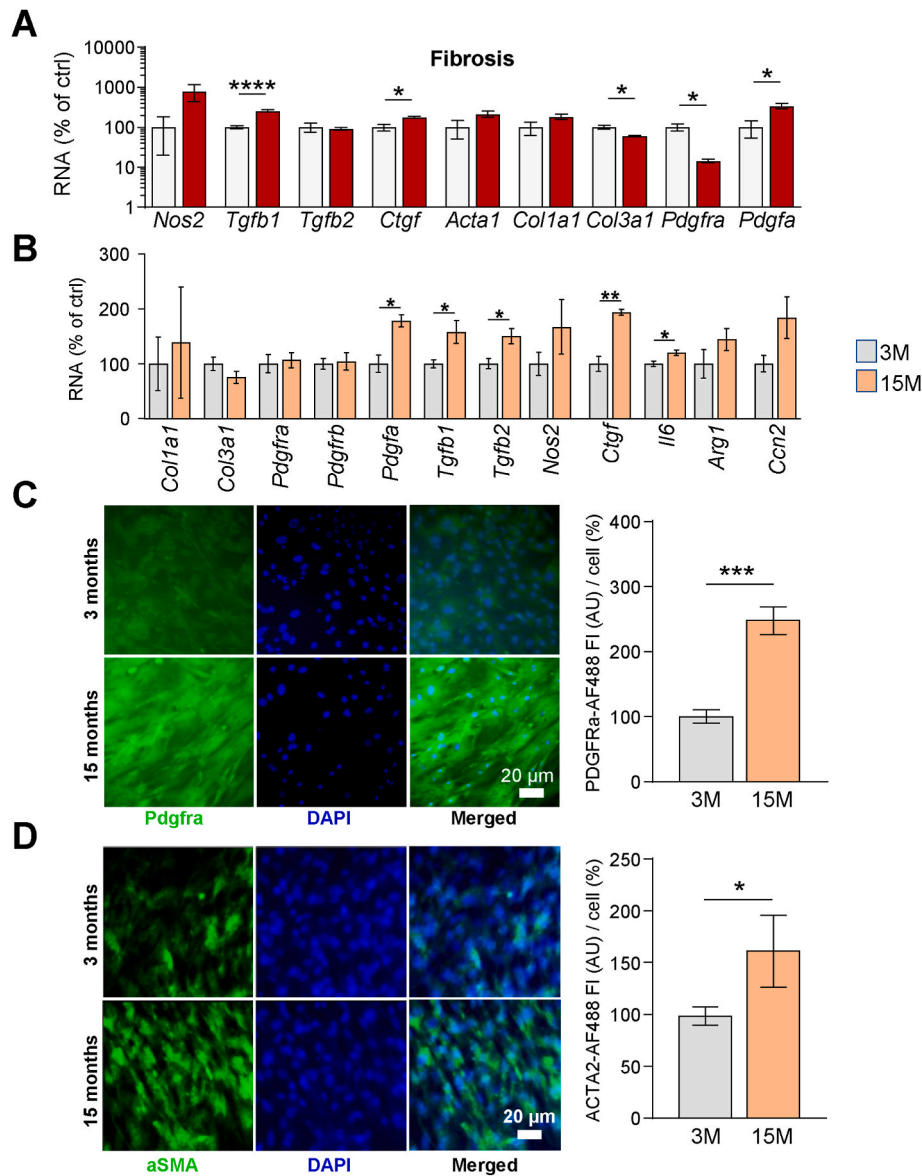 A
Fibrosis
RNA (% of ctrl)
10000
1000
100
10
1
**** * * * *
Nos2 Tgfb1 Tgfb2 Ctgf Acta1 Col1a1 Col3a1 Pdgfra Pdgfa
B
RNA (% of ctrl)
300
200
100
0
* * * ** *
Col1a1 Col3a1 Pdgfra Pdgfrb Pdgfa Tgfb1 Tgfb2 Nos2 Ctgf Il6 Arg1 Ccn2
3M
15M
C
3 months
15 months
20 µm
Pdgfra DAPI Merged
PDGFRa-AF488 FI (AU) / cell (%)
400
300
200
100
0
***
3M 15M
D
3 months
15 months
20 µm
aSMA DAPI Merged
ACTA2-AF488 FI (AU) / cell (%)
250
200
150
100
50
0
*
3M 15M